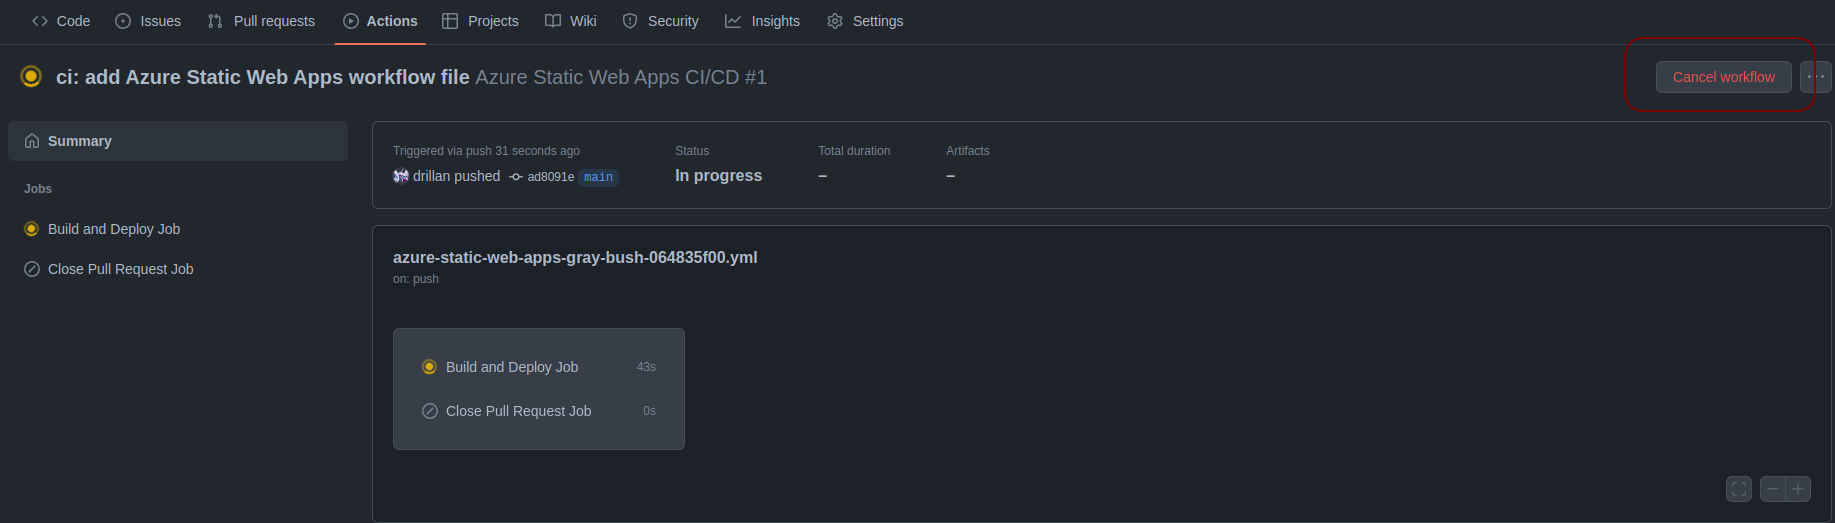 Code Issues Pull requests Actions Projects Wiki Security Insights Settings
ci: add Azure Static Web Apps workflow file Azure Static Web Apps CI/CD #1
Cancel workflow
Summary
Jobs
Build and Deploy Job
Close Pull Request Job
Triggered via push 31 seconds ago
drillan pushed ad8091e main
Status
In progress
Total duration
–
Artifacts
–
azure-static-web-apps-gray-bush-064835f00.yml
on: push
Build and Deploy Job 43s
Close Pull Request Job 0s